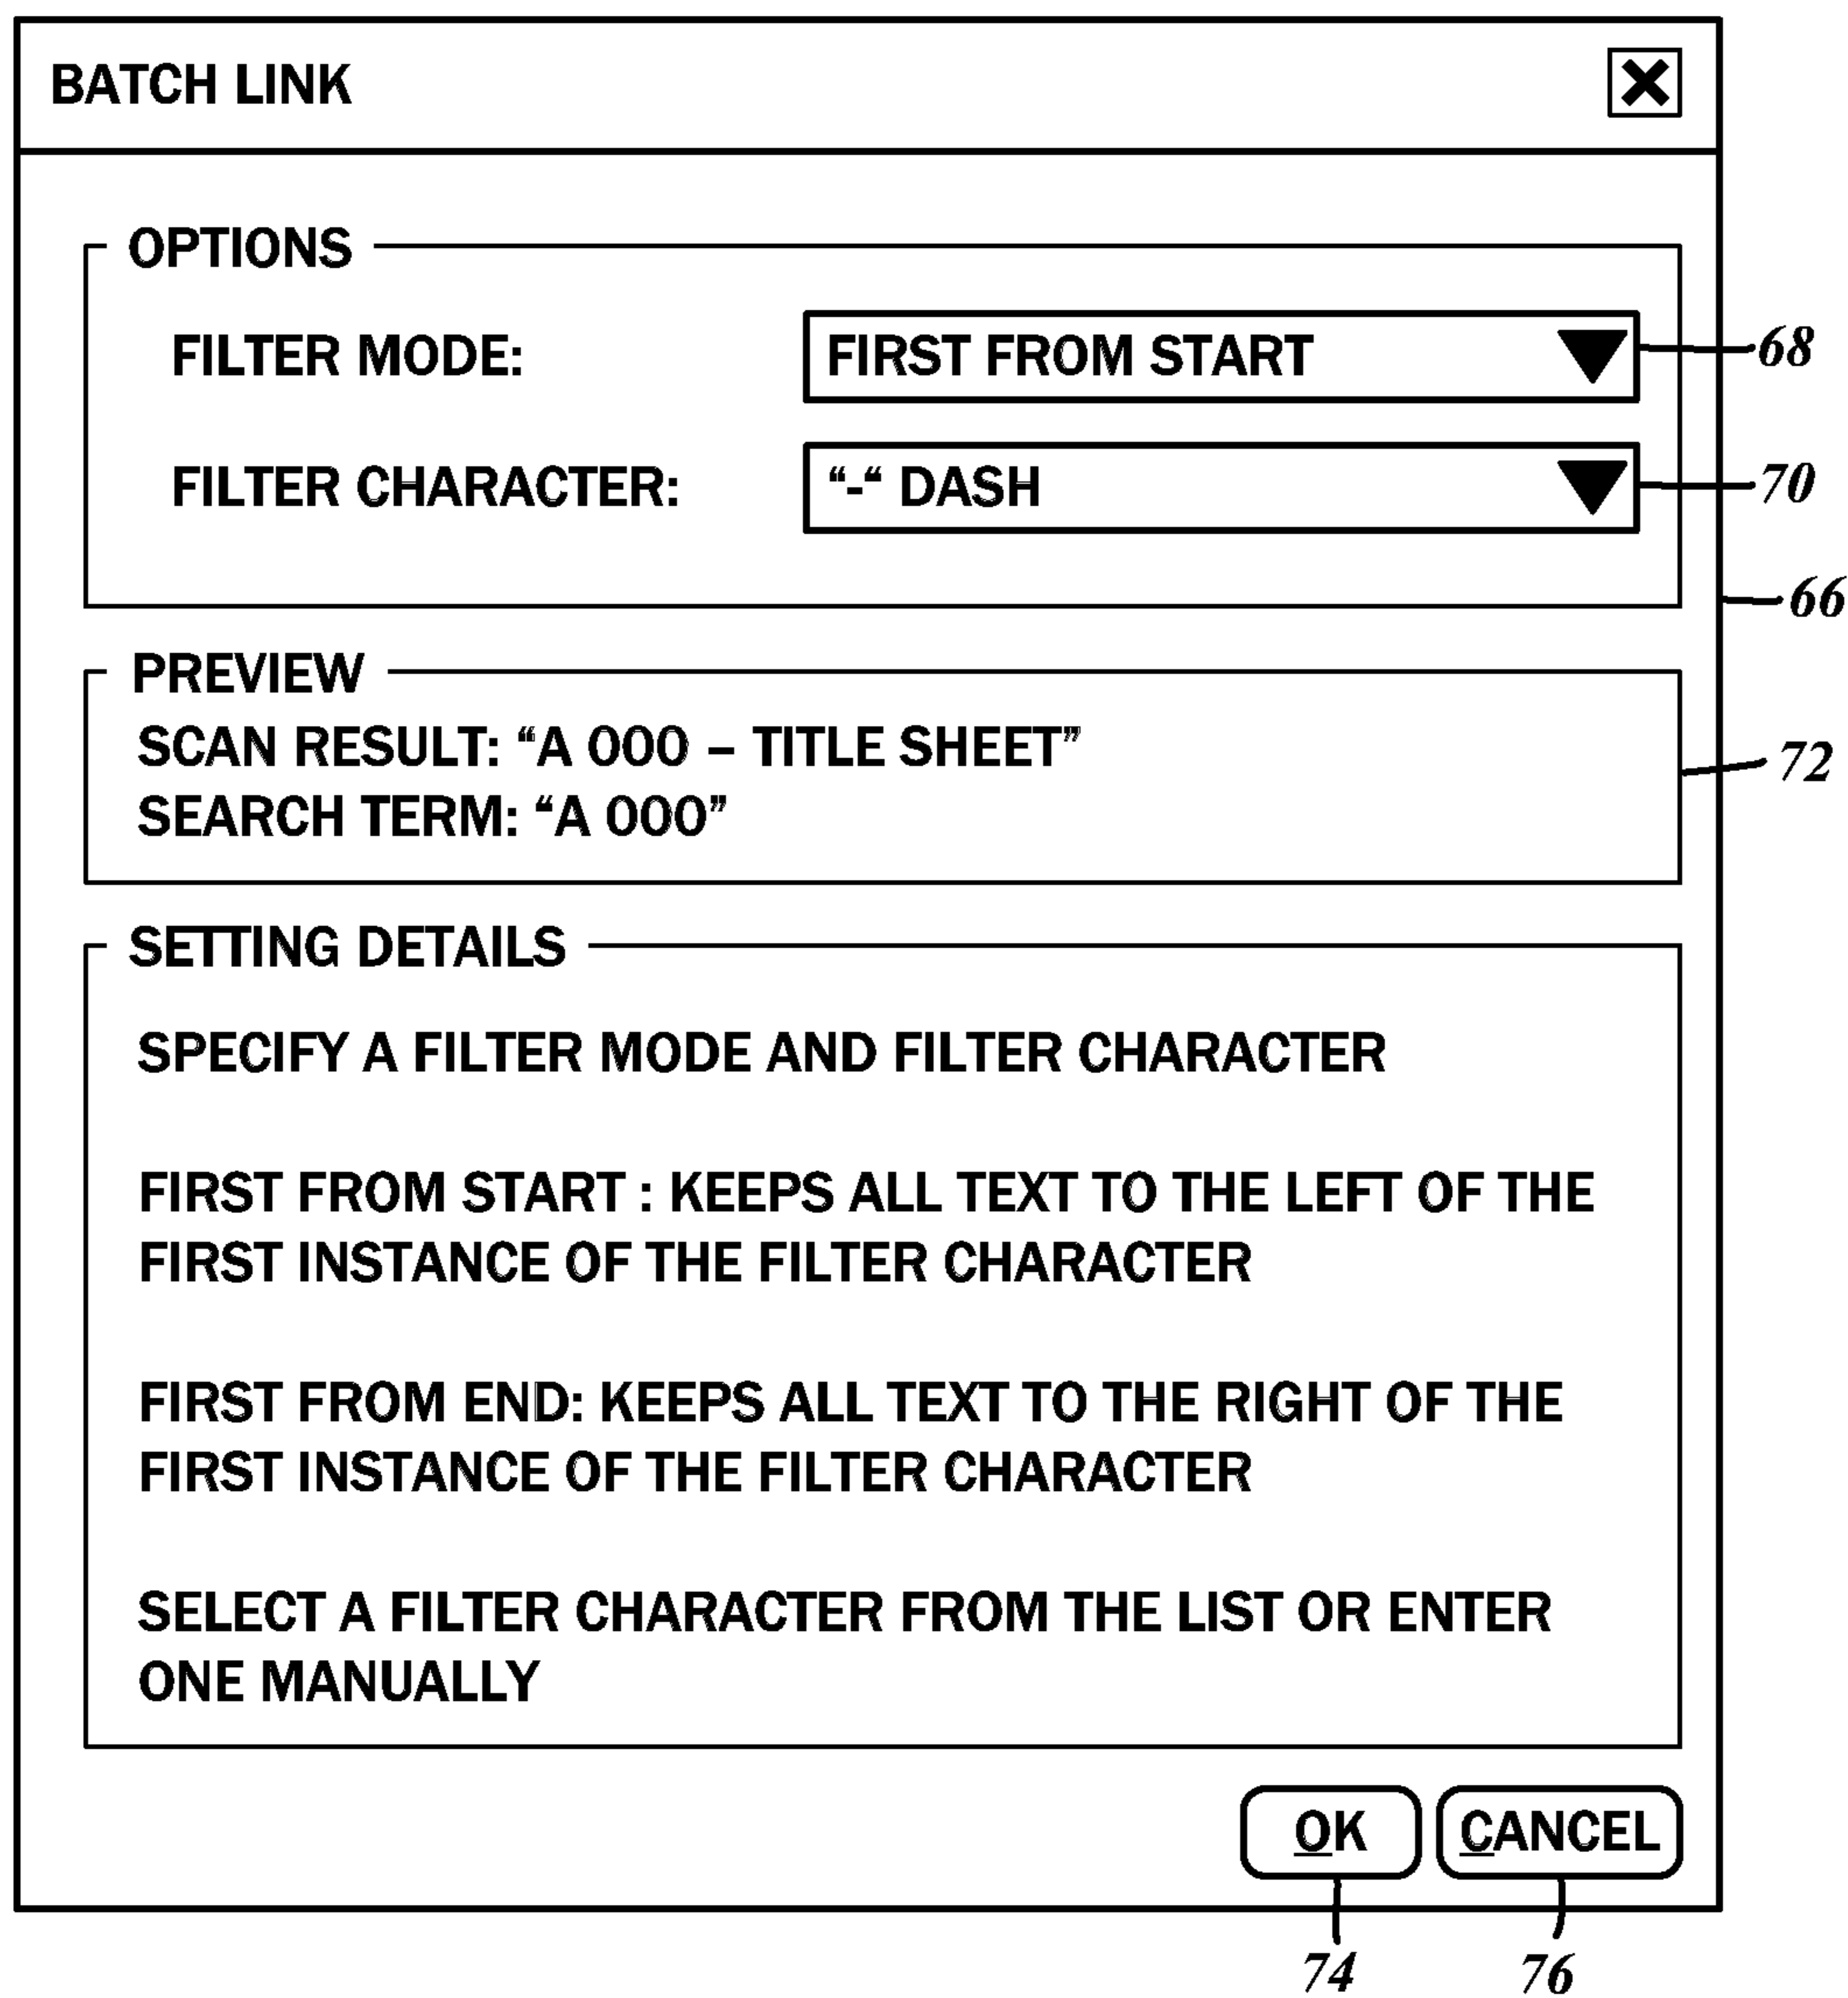 BATCH LINK
OPTIONS
FILTER MODE: FIRST FROM START 68
FILTER CHARACTER: “-“ DASH 70
66
PREVIEW
SCAN RESULT: “A 000 – TITLE SHEET”
72
SEARCH TERM: “A 000”
SETTING DETAILS
SPECIFY A FILTER MODE AND FILTER CHARACTER
FIRST FROM START : KEEPS ALL TEXT TO THE LEFT OF THE
FIRST INSTANCE OF THE FILTER CHARACTER
FIRST FROM END: KEEPS ALL TEXT TO THE RIGHT OF THE
FIRST INSTANCE OF THE FILTER CHARACTER
SELECT A FILTER CHARACTER FROM THE LIST OR ENTER
ONE MANUALLY
OK CANCEL
74 76